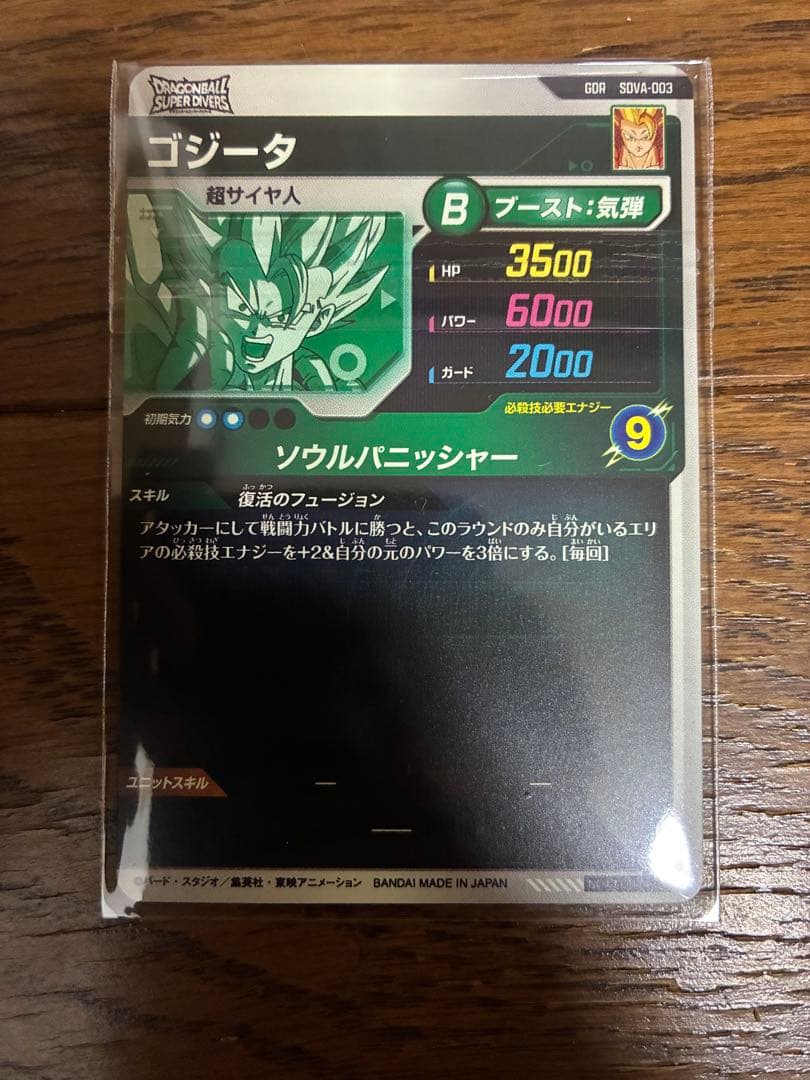 DRAGONBALL
SUPER DIVERS
GDR SDVA-003
ゴジータ
超サイヤ人
B ブースト:気弾
HP 3500
パワー 6000
ガード 2000
初期気力
必殺技必要エナジー
9
ソウルパニッシャー
スキル 復活のフュージョン
アタッカーにして戦闘力バトルに勝つと、このラウンドのみ自分がいるエリ
アの必殺技エナジーを+2&自分の元のパワーを3倍にする。[毎回]
ユニットスキル — —
—
©バード・スタジオ/集英社・東映アニメーション BANDAI MADE IN JAPAN